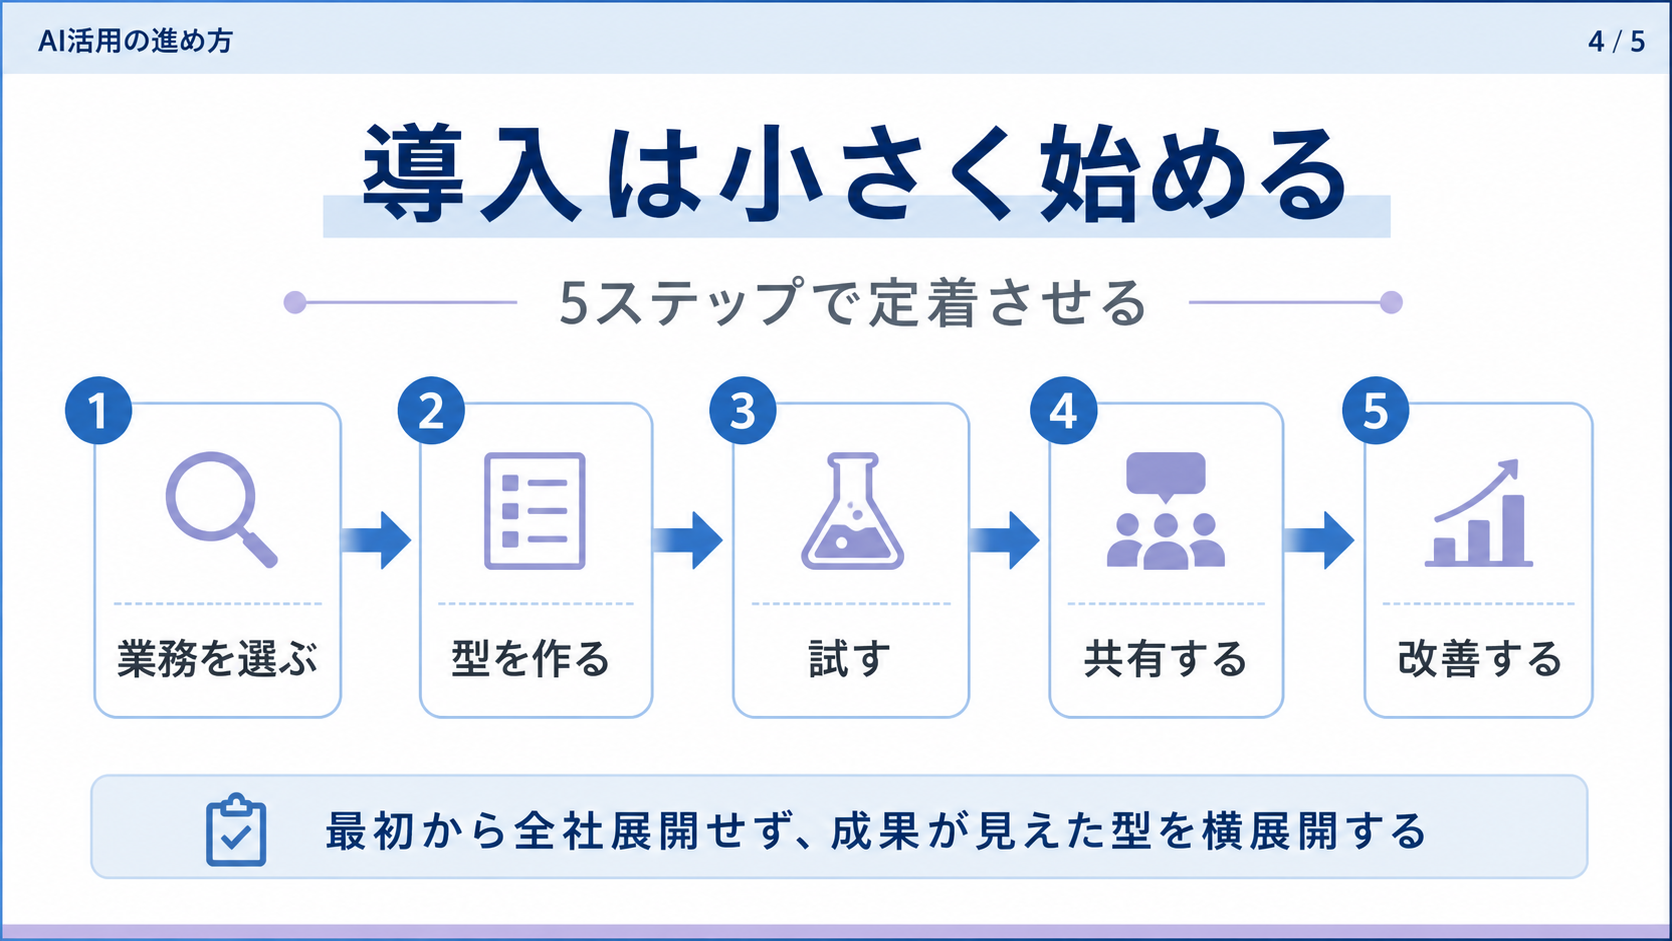 AI活用の進め方
4 / 5
導入は小さく始める
5ステップで定着させる
1
業務を選ぶ
2
型を作る
3
試す
4
共有する
5
改善する
最初から全社展開せず、成果が見えた型を横展開する